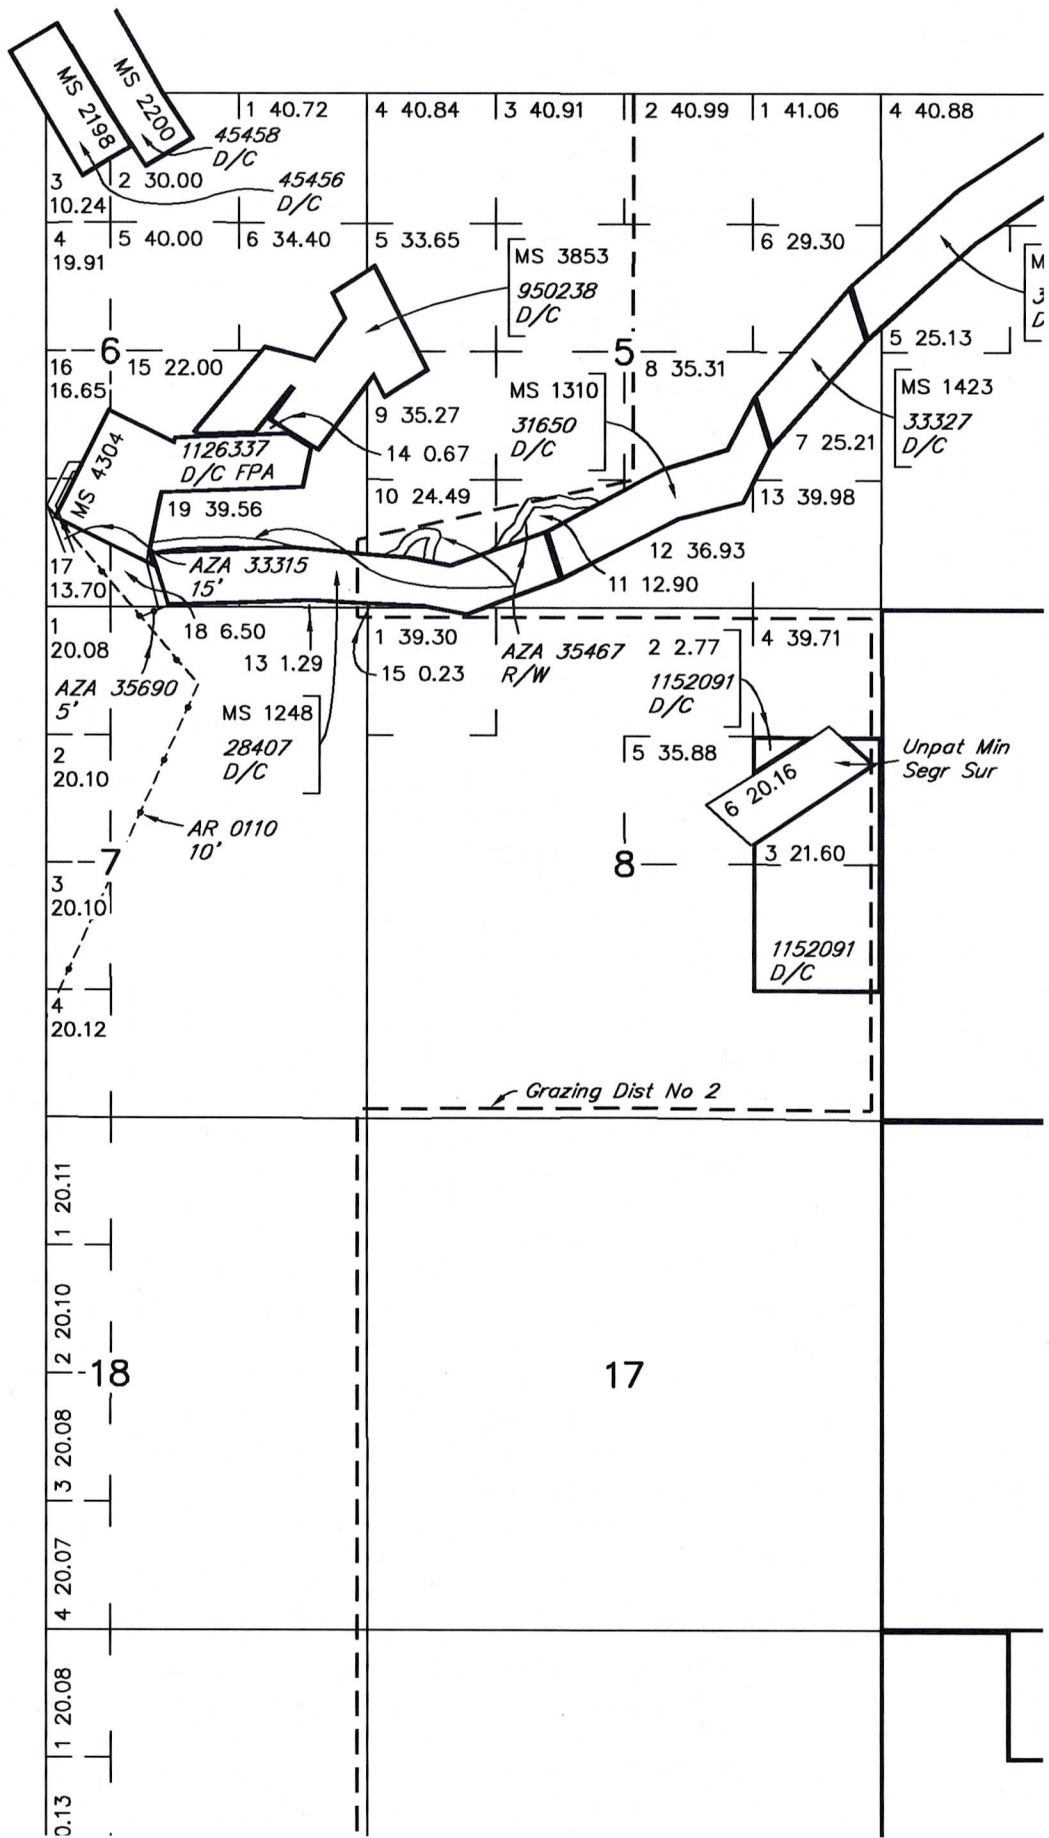 MS 2198
MS 2200
1 40.72
4 40.84
3 40.91
2 40.99
1 41.06
4 40.88
45458
D/C
3
10.24
2 30.00
45456
D/C
4
19.91
5 40.00
6 34.40
5 33.65
6 29.30
MS 3853
950238
D/C
M
3
D
5 25.13
16
16.65
6
15 22.00
5
8 35.31
MS 1310
31650
D/C
MS 1423
33327
D/C
9 35.27
7 25.21
MS 4304
1126337
D/C FPA
14 0.67
10 24.49
13 39.98
19 39.56
12 36.93
11 12.90
17
13.70
AZA 33315
15'
18 6.50
13 1.29
1
20.08
1 39.30
15 0.23
AZA 35467
R/W
2 2.77
4 39.71
1152091
D/C
AZA 35690
5'
MS 1248
28407
D/C
2
20.10
5 35.88
Unpat Min
Segr Sur
6 20.16
AR 0110
10'
7
8
3 21.60
3
20.10
1152091
D/C
4
20.12
Grazing Dist No 2
1 20.11
2 20.10
18
17
3 20.08
4 20.07
1 20.08
0.13